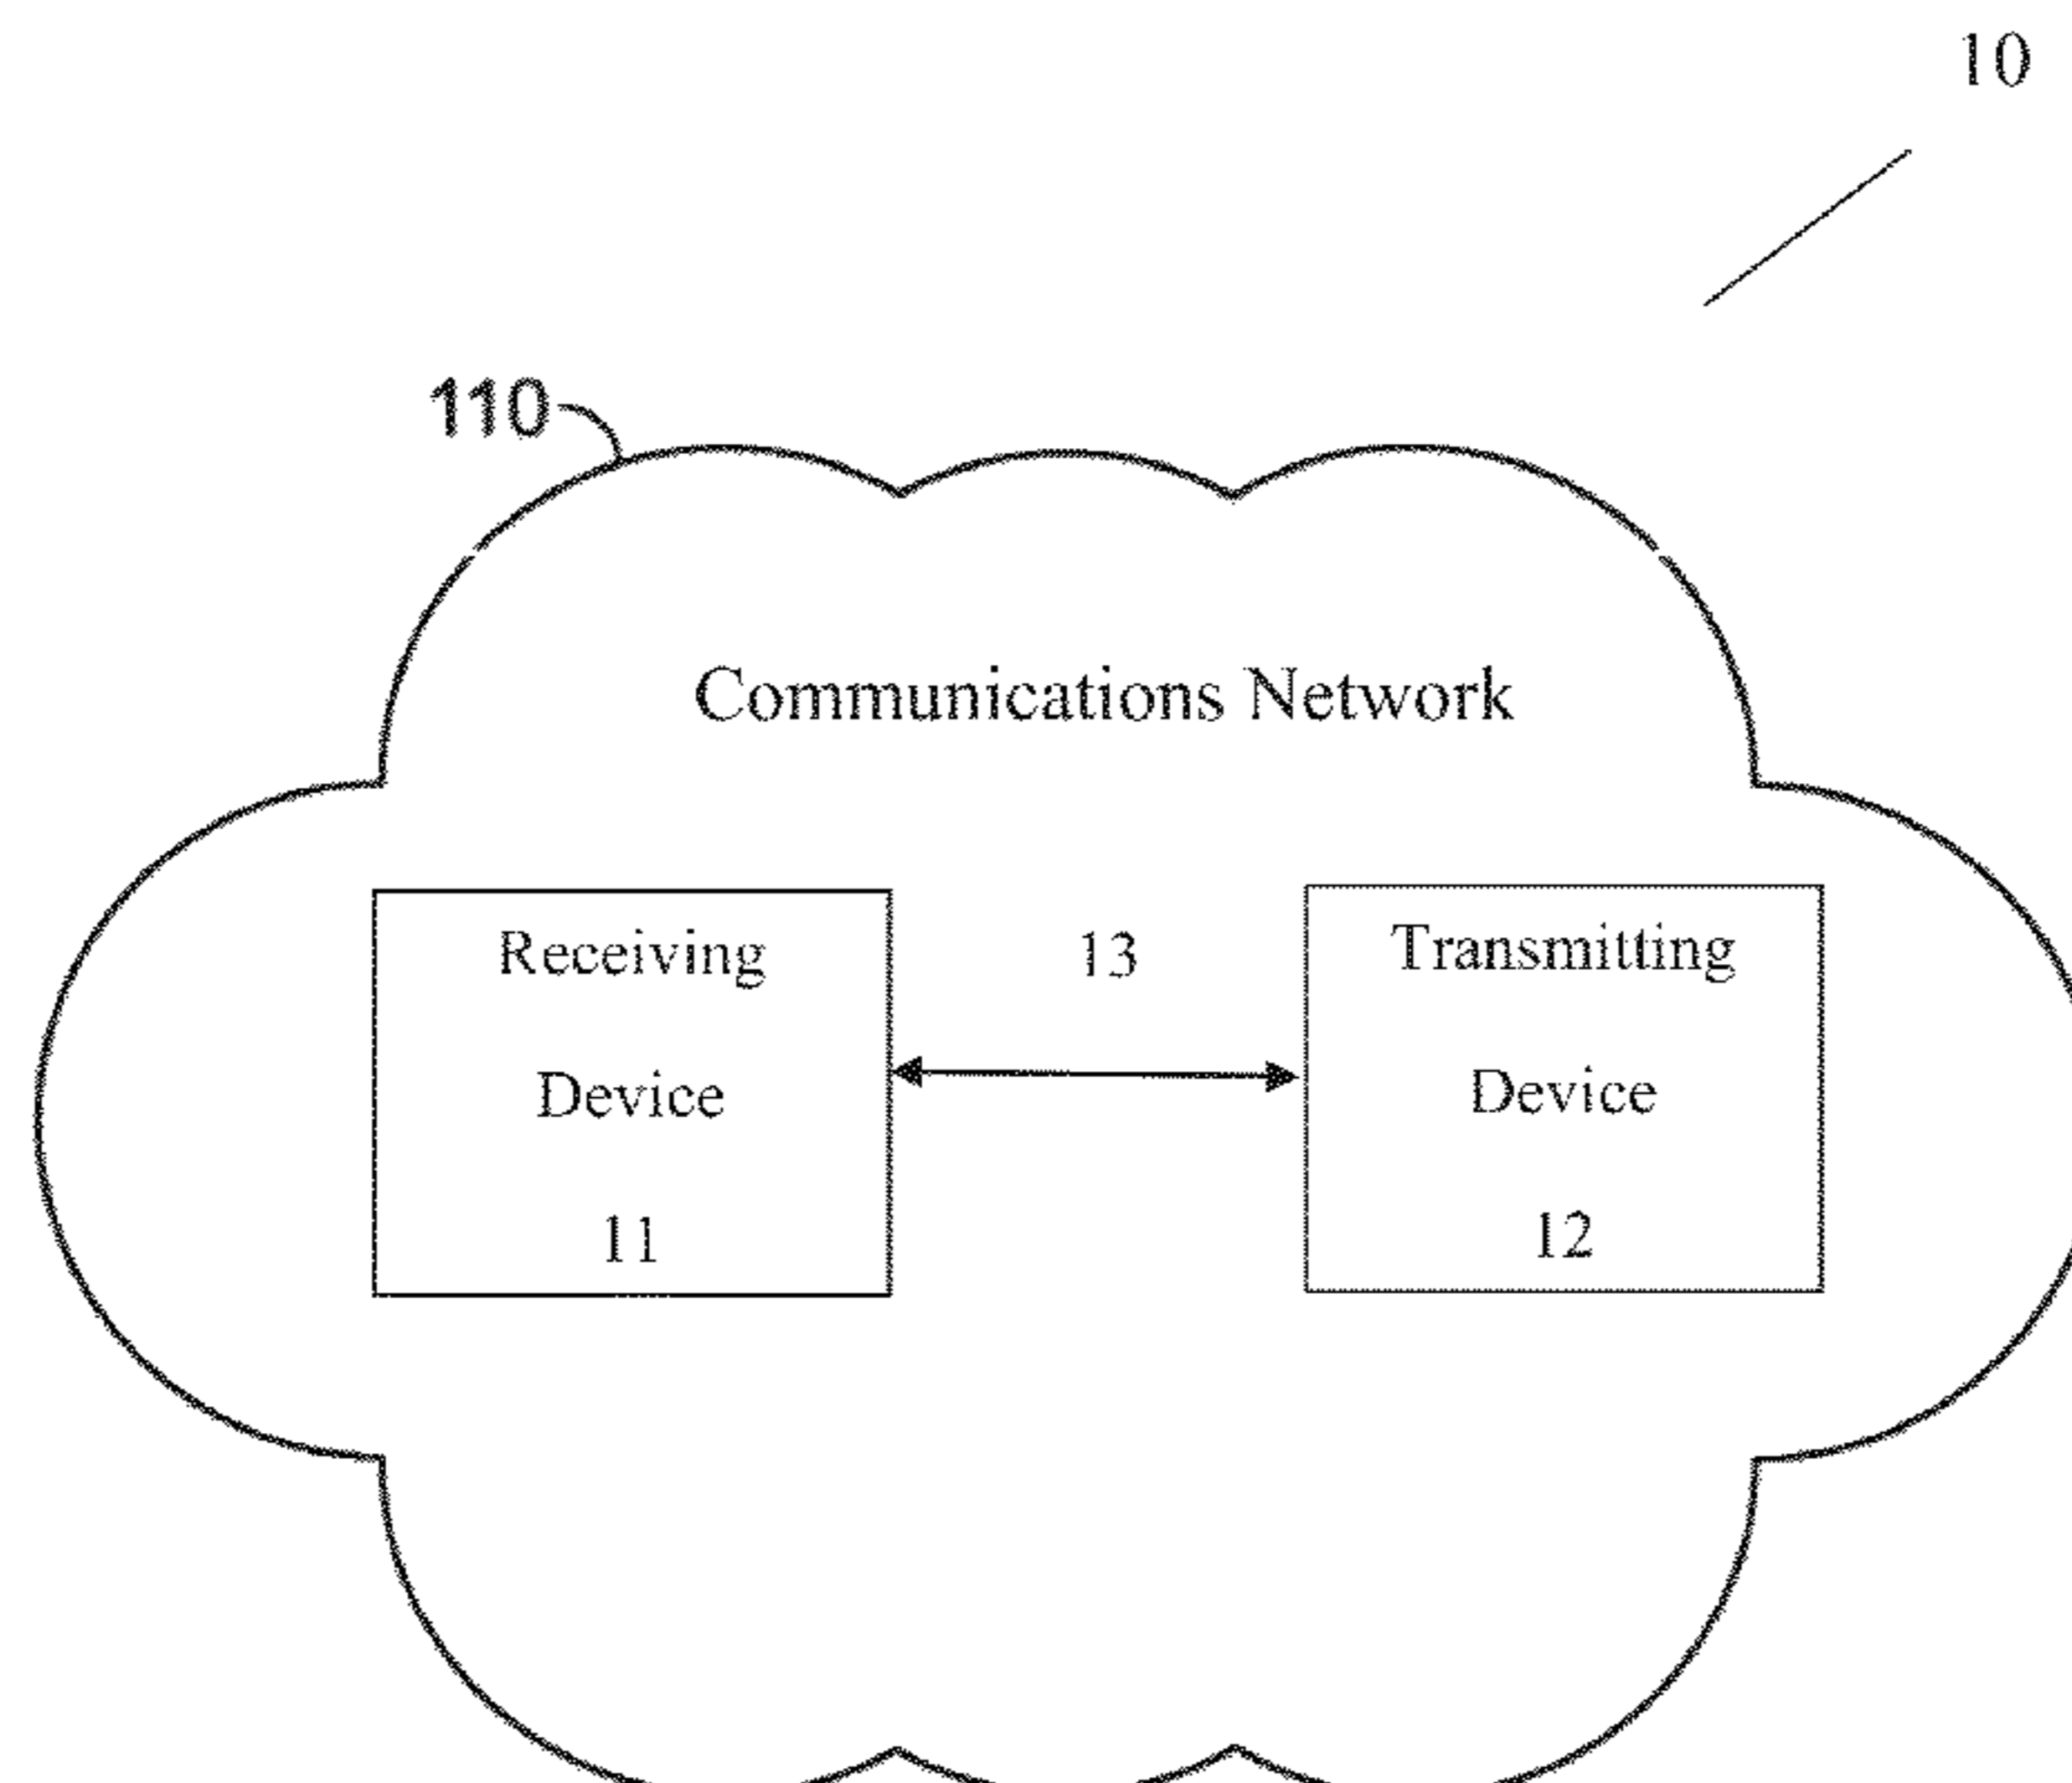 10
110
Communications Network
Receiving
Device
11
13
Transmitting
Device
12